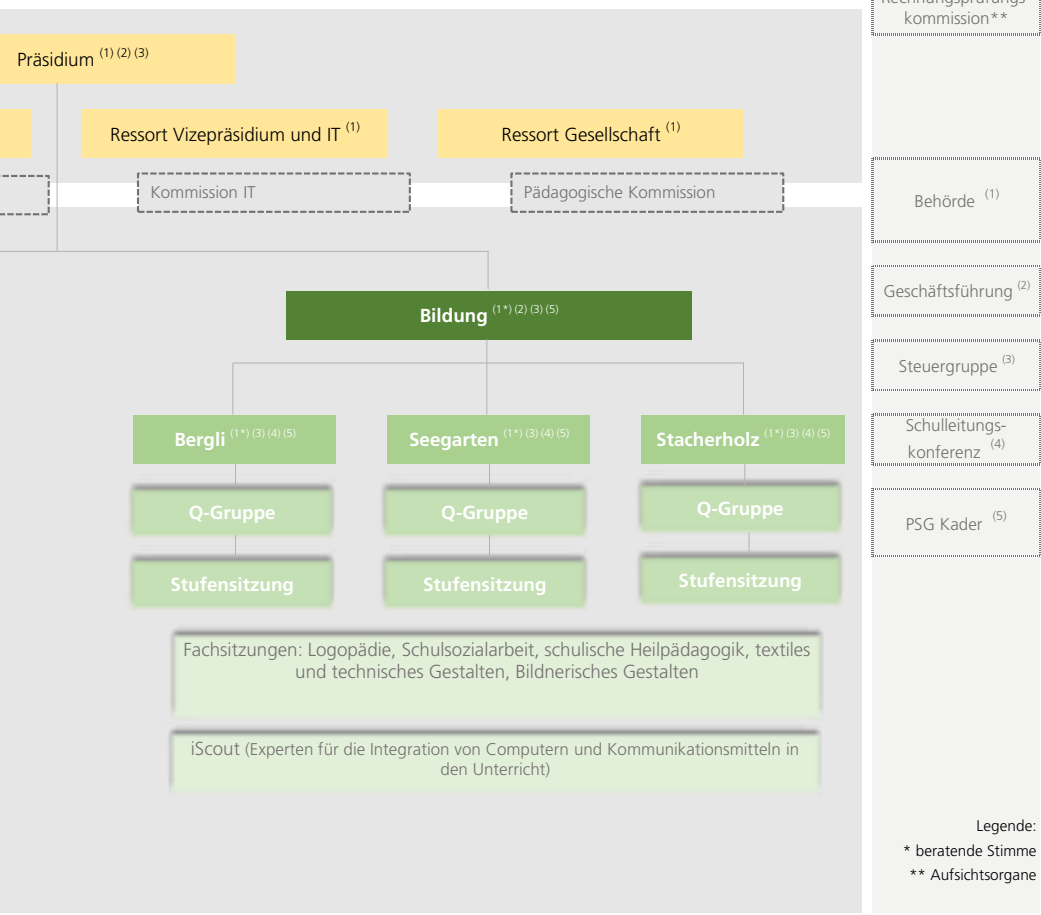 Rechnungsprüfungs-
kommission**
Präsidium (1) (2) (3)
Ressort Vizepräsidium und IT (1)
Ressort Gesellschaft (1)
Kommission IT
Pädagogische Kommission
Behörde (1)
Geschäftsführung (2)
Bildung (1*) (2) (3) (5)
Steuergruppe (3)
Bergli (1*) (3) (4) (5)
Seegarten (1*) (3) (4) (5)
Stacherholz (1*) (3) (4) (5)
Schulleitungs-
konferenz (4)
Q-Gruppe
Q-Gruppe
Q-Gruppe
PSG Kader (5)
Stufensitzung
Stufensitzung
Stufensitzung
Fachsitzungen: Logopädie, Schulsozialarbeit, schulische Heilpädagogik, textiles
und technisches Gestalten, Bildnerisches Gestalten
iScout (Experten für die Integration von Computern und Kommunikationsmitteln in
den Unterricht)
Legende:
* beratende Stimme
** Aufsichtsorgane